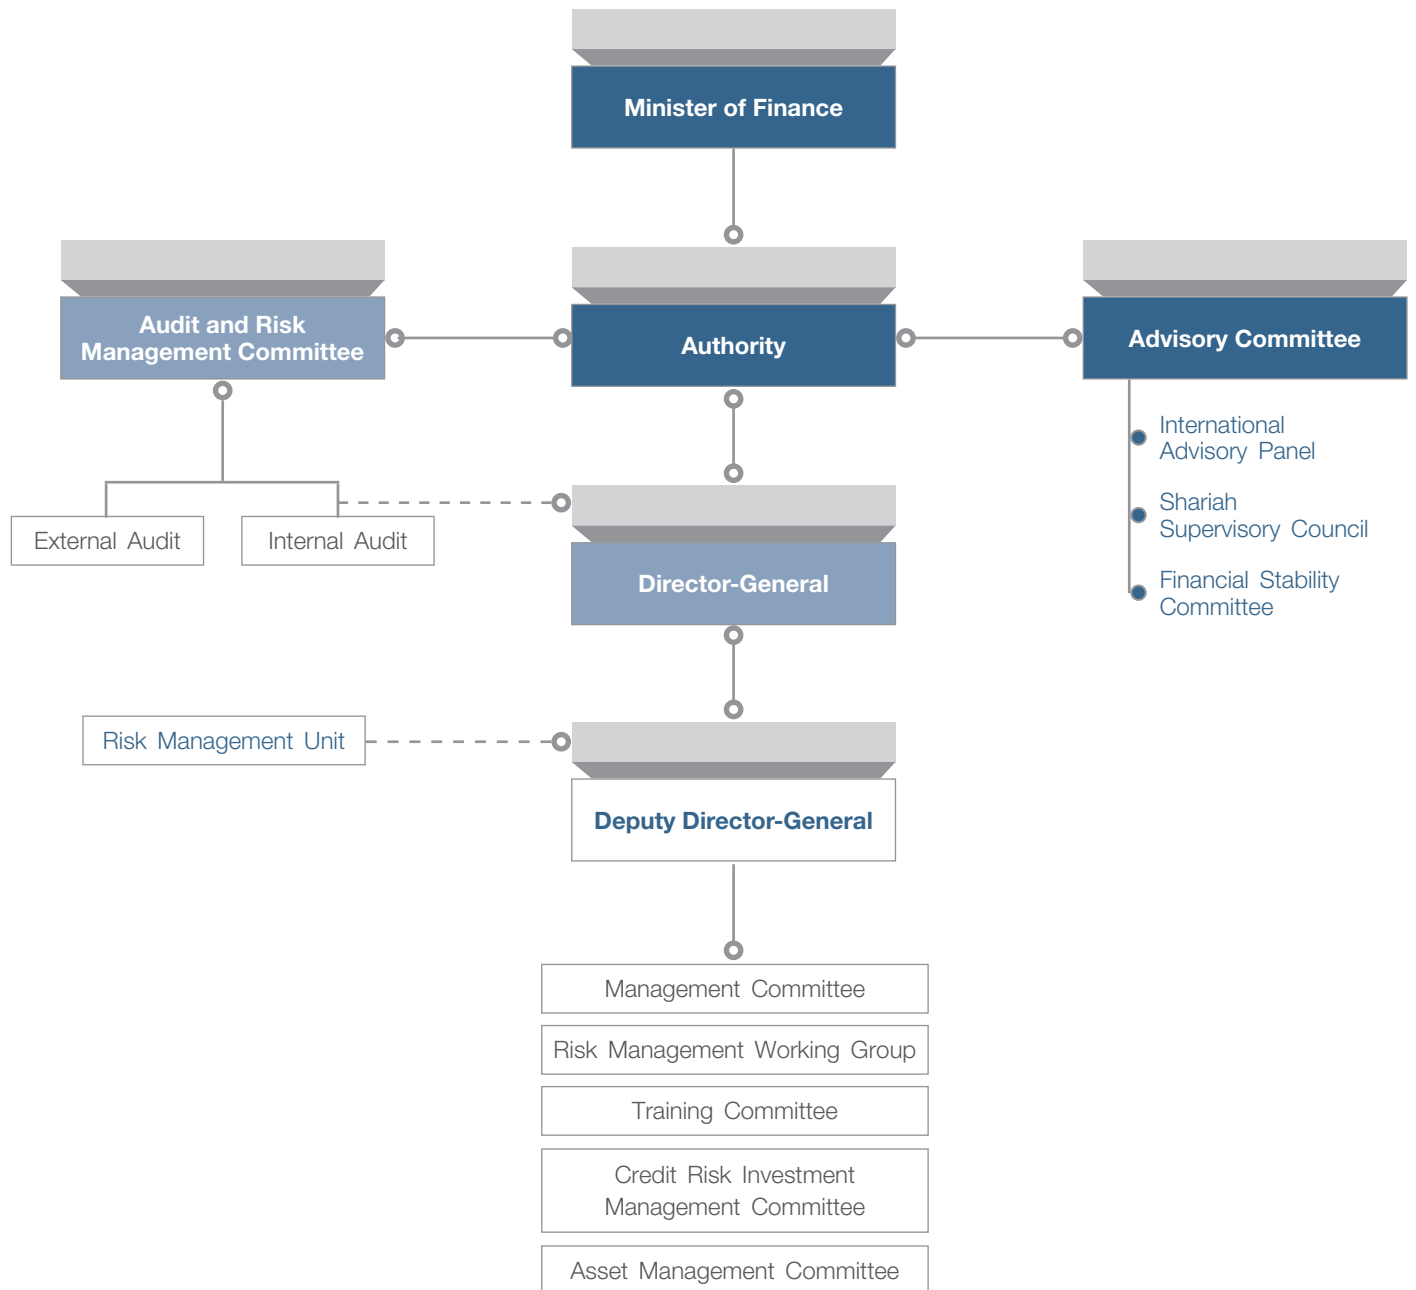 Minister of Finance
Audit and Risk
Management Committee
Authority
Advisory Committee
International
Advisory Panel
Shariah
Supervisory Council
Financial Stability
Committee
External Audit
Internal Audit
Director-General
Risk Management Unit
Deputy Director-General
Management Committee
Risk Management Working Group
Training Committee
Credit Risk Investment
Management Committee
Asset Management Committee